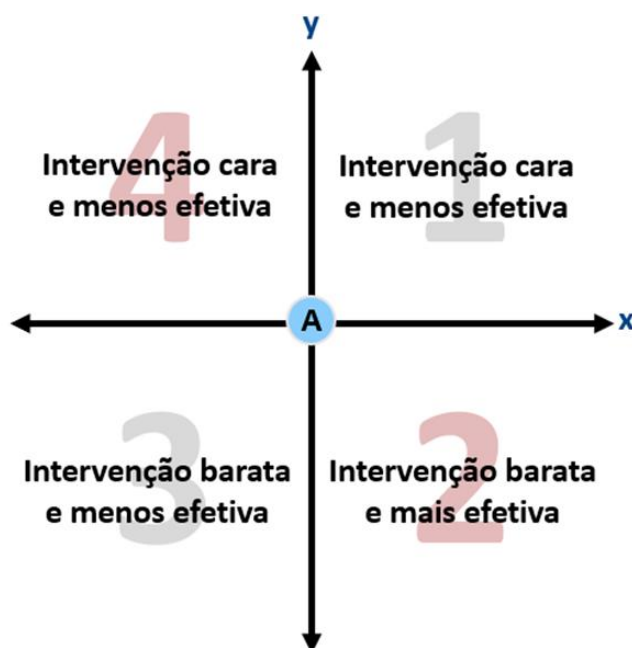 y
4
Intervenção cara
e menos efetiva
1
Intervenção cara
e menos efetiva
A
x
3
Intervenção barata
e menos efetiva
2
Intervenção barata
e mais efetiva